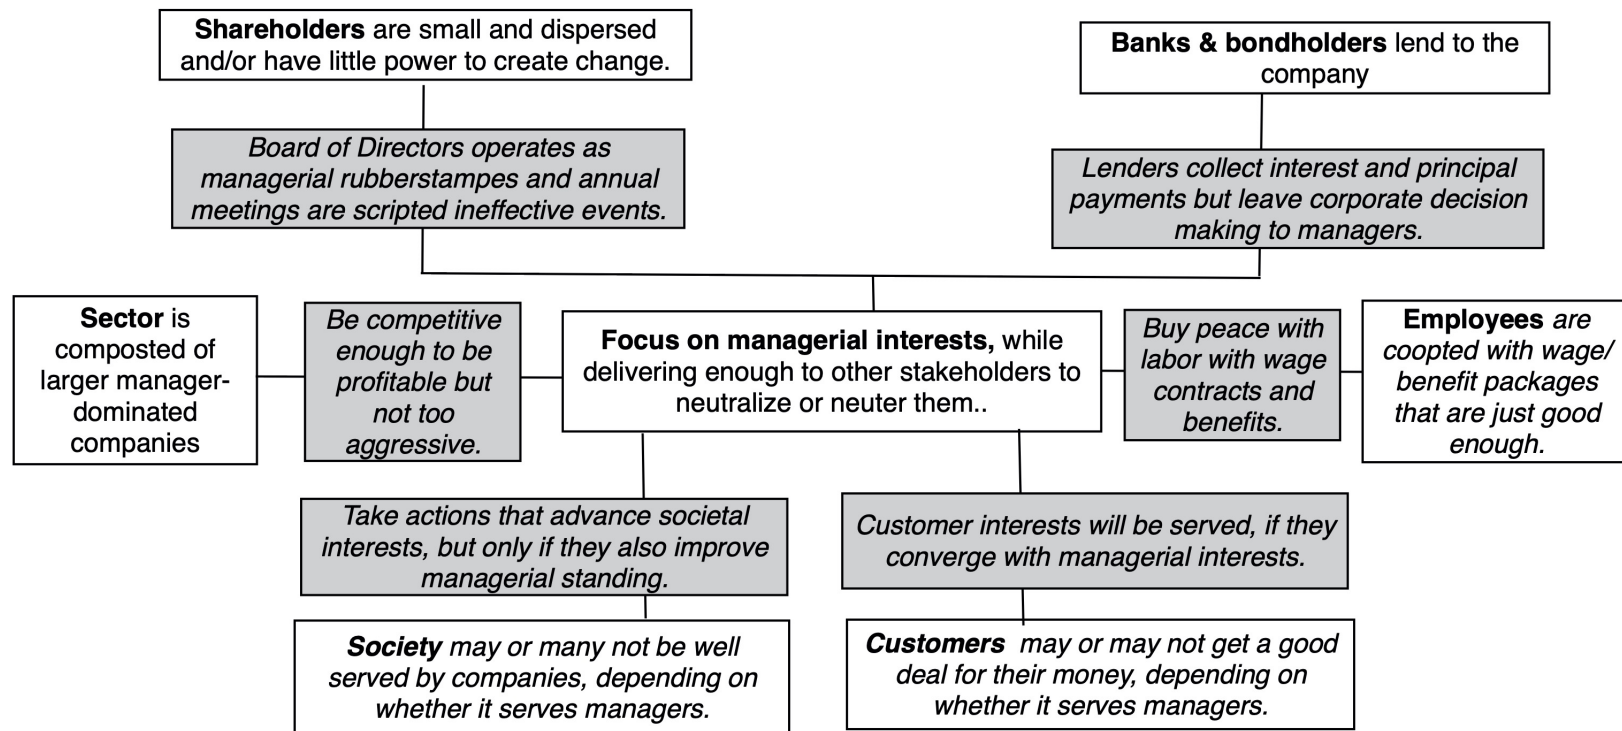 Shareholders are small and dispersed
and/or have little power to create change.
Banks & bondholders lend to the
company
Board of Directors operates as
managerial rubberstampes and annual
meetings are scripted ineffective events.
Lenders collect interest and principal
payments but leave corporate decision
making to managers.
Sector is
composted of
larger manager-
dominated
companies
Be competitive
enough to be
profitable but
not too
aggressive.
Focus on managerial interests, while
delivering enough to other stakeholders to
neutralize or neuter them..
Buy peace with
labor with wage
contracts and
benefits.
Employees are
coopted with wage/
benefit packages
that are just good
enough.
Take actions that advance societal
interests, but only if they also improve
managerial standing.
Customer interests will be served, if they
converge with managerial interests.
Society may or many not be well
served by companies, depending on
whether it serves managers.
Customers may or may not get a good
deal for their money, depending on
whether it serves managers.